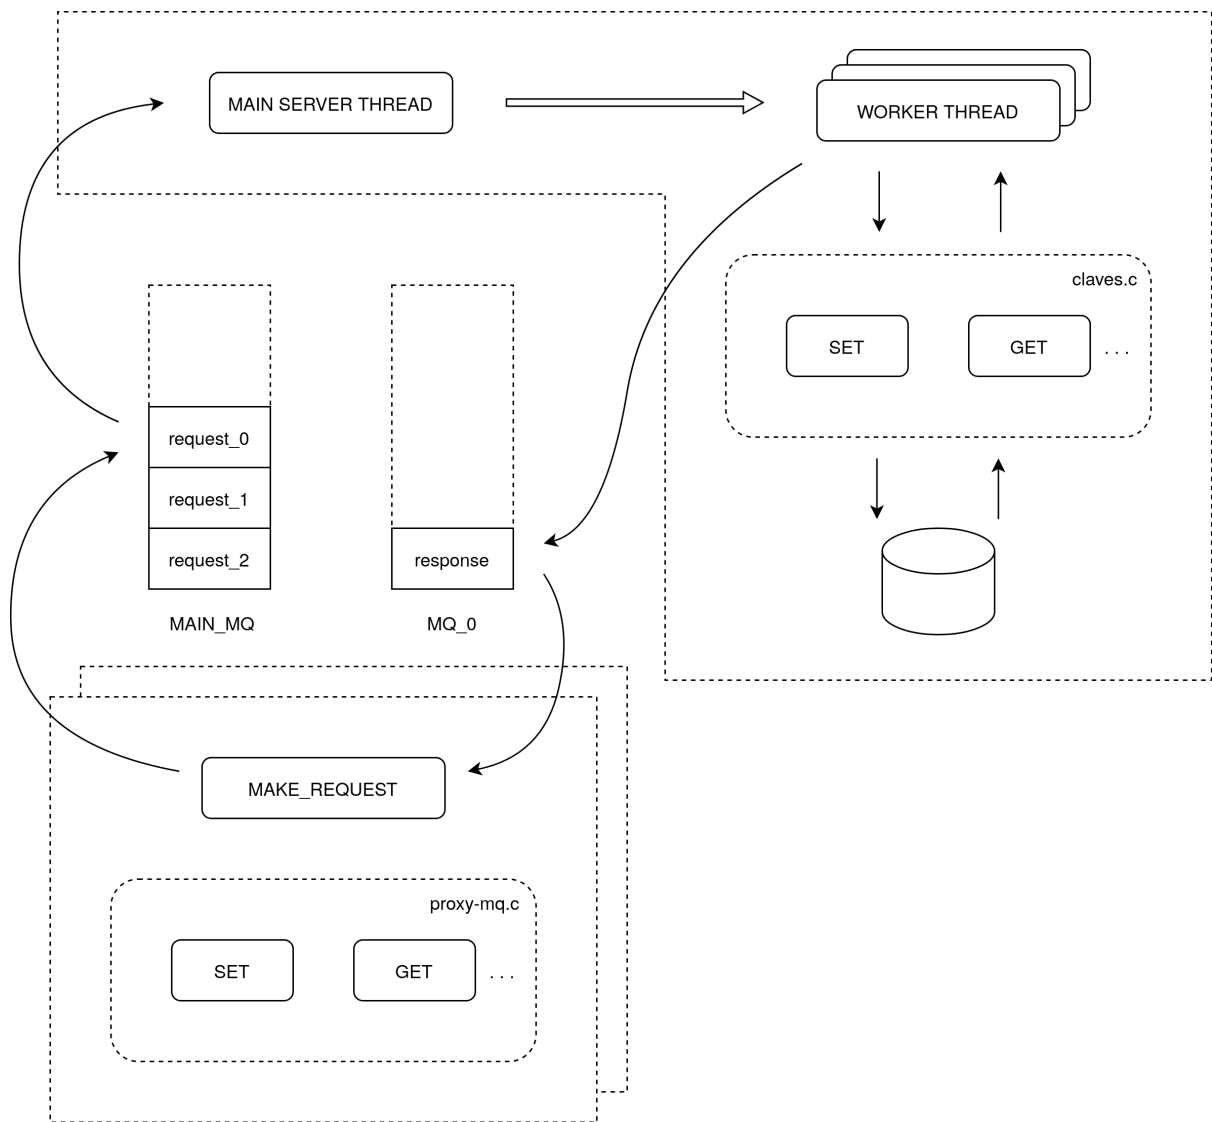 MAIN SERVER THREAD
WORKER THREAD
claves.c
SET
GET
. . .
request_0
request_1
request_2
response
MAIN_MQ
MQ_0
MAKE_REQUEST
proxy-mq.c
SET
GET
. . .